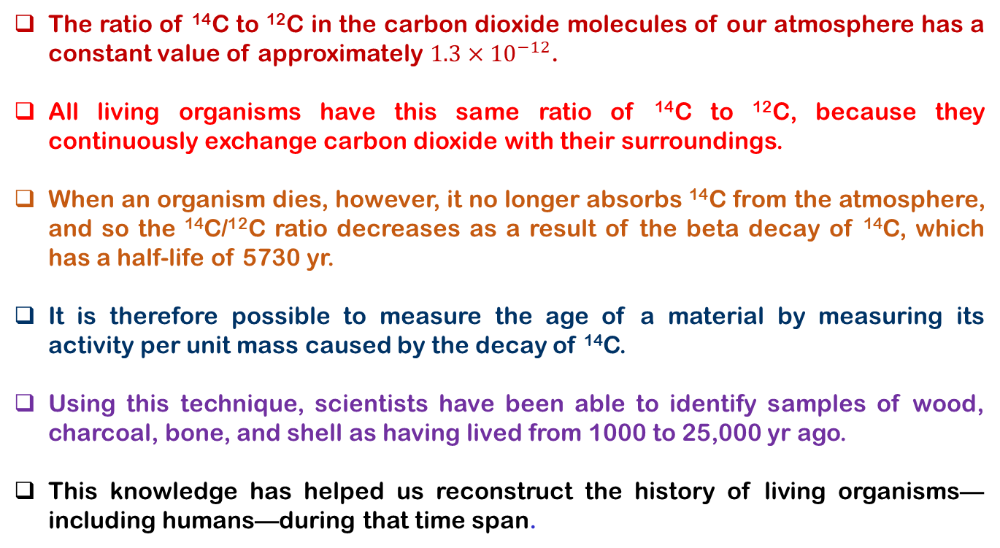 ❑ The ratio of ¹⁴C to ¹²C in the carbon dioxide molecules of our atmosphere has a
constant value of approximately 1.3 × 10⁻¹².
❑ All living organisms have this same ratio of ¹⁴C to ¹²C, because they
continuously exchange carbon dioxide with their surroundings.
❑ When an organism dies, however, it no longer absorbs ¹⁴C from the atmosphere,
and so the ¹⁴C/¹²C ratio decreases as a result of the beta decay of ¹⁴C, which
has a half-life of 5730 yr.
❑ It is therefore possible to measure the age of a material by measuring its
activity per unit mass caused by the decay of ¹⁴C.
❑ Using this technique, scientists have been able to identify samples of wood,
charcoal, bone, and shell as having lived from 1000 to 25,000 yr ago.
❑ This knowledge has helped us reconstruct the history of living organisms—
including humans—during that time span.